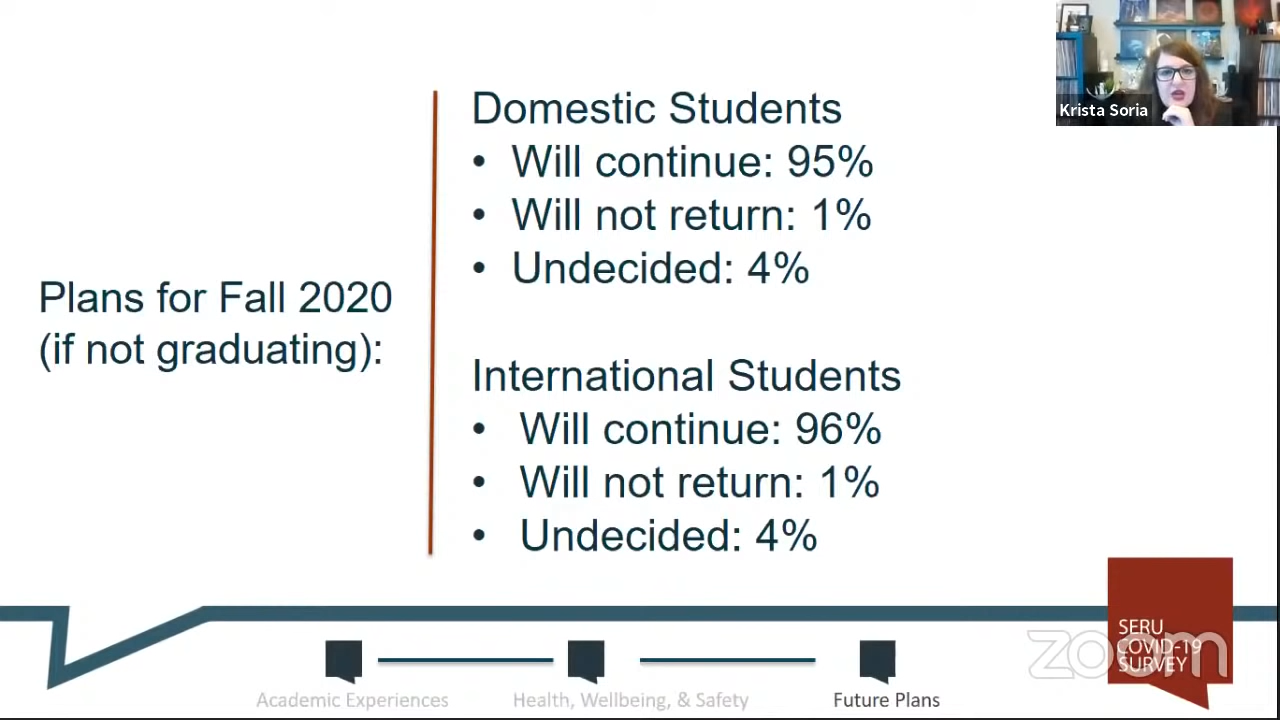 Krista Soria
Domestic Students
• Will continue: 95%
• Will not return: 1%
• Undecided: 4%
Plans for Fall 2020
(if not graduating):
International Students
• Will continue: 96%
• Will not return: 1%
• Undecided: 4%
SERU
COVID-19
SURVEY
zoom
Academic Experiences
Health, Wellbeing, & Safety
Future Plans